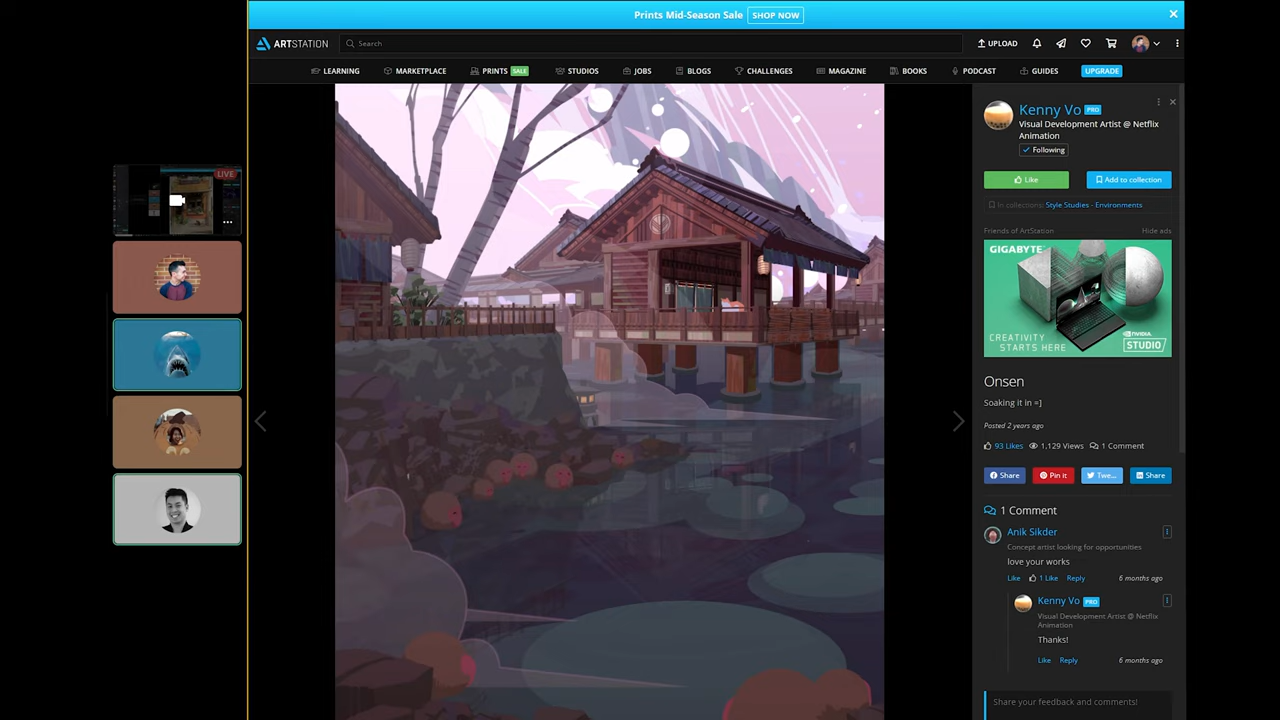 Prints Mid-Season Sale SHOP NOW
ARTSTATION Search UPLOAD
LEARNING MARKETPLACE PRINTS SALE STUDIOS JOBS BLOGS CHALLENGES MAGAZINE BOOKS PODCAST GUIDES UPGRADE
LIVE
Kenny Vo PRO
Visual Development Artist @ Netflix
Animation
Following
Like Add to collection
In collections: Style Studies - Environments
Friends of ArtStation Hide ads
GIGABYTE
CREATIVITY
STARTS HERE
NVIDIA
STUDIO
Onsen
Soaking it in =]
Posted 2 years ago
93 Likes 1,129 Views 1 Comment
Share Pin it Twe... Share
1 Comment
Anik Sikder
Concept artist looking for opportunities
love your works
Like 1 Like Reply 6 months ago
Kenny Vo PRO
Visual Development Artist @ Netflix
Animation
Thanks!
Like Reply 6 months ago
Share your feedback and comments!